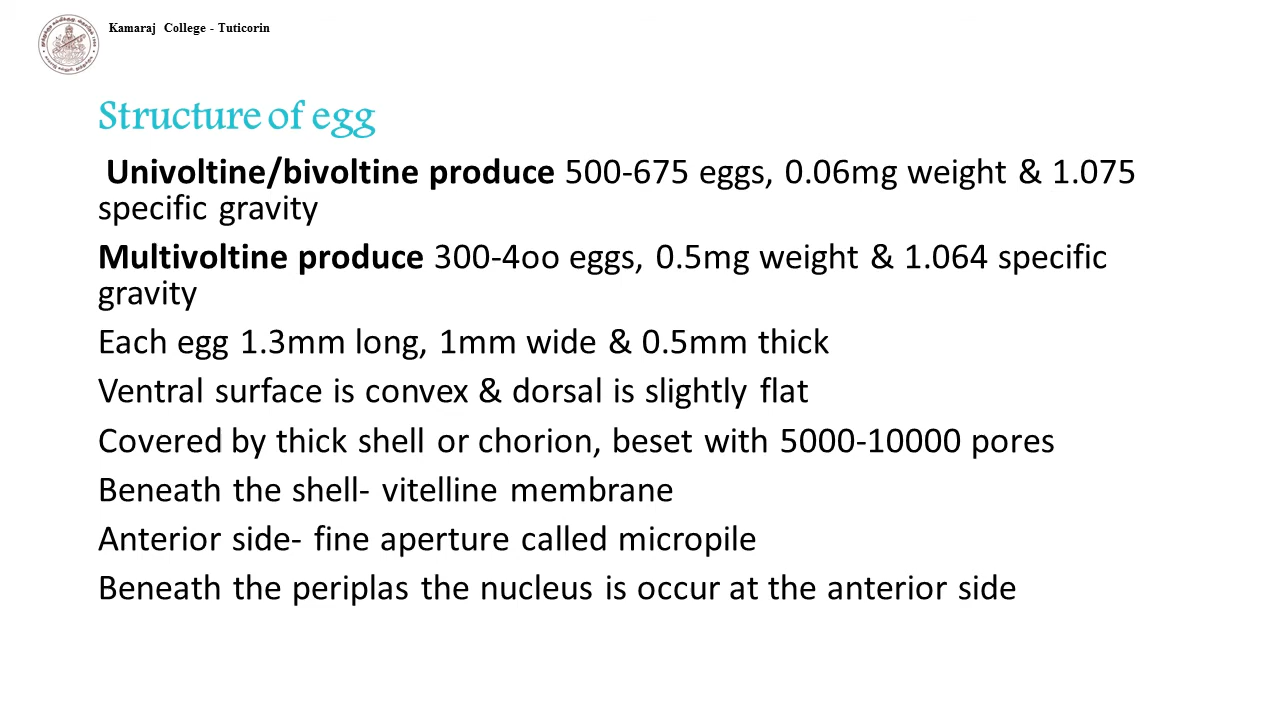 Kamaraj College - Tuticorin
Structure of egg
Univoltine/bivoltine produce 500-675 eggs, 0.06mg weight & 1.075
specific gravity
Multivoltine produce 300-4oo eggs, 0.5mg weight & 1.064 specific
gravity
Each egg 1.3mm long, 1mm wide & 0.5mm thick
Ventral surface is convex & dorsal is slightly flat
Covered by thick shell or chorion, beset with 5000-10000 pores
Beneath the shell- vitelline membrane
Anterior side- fine aperture called micropile
Beneath the periplas the nucleus is occur at the anterior side